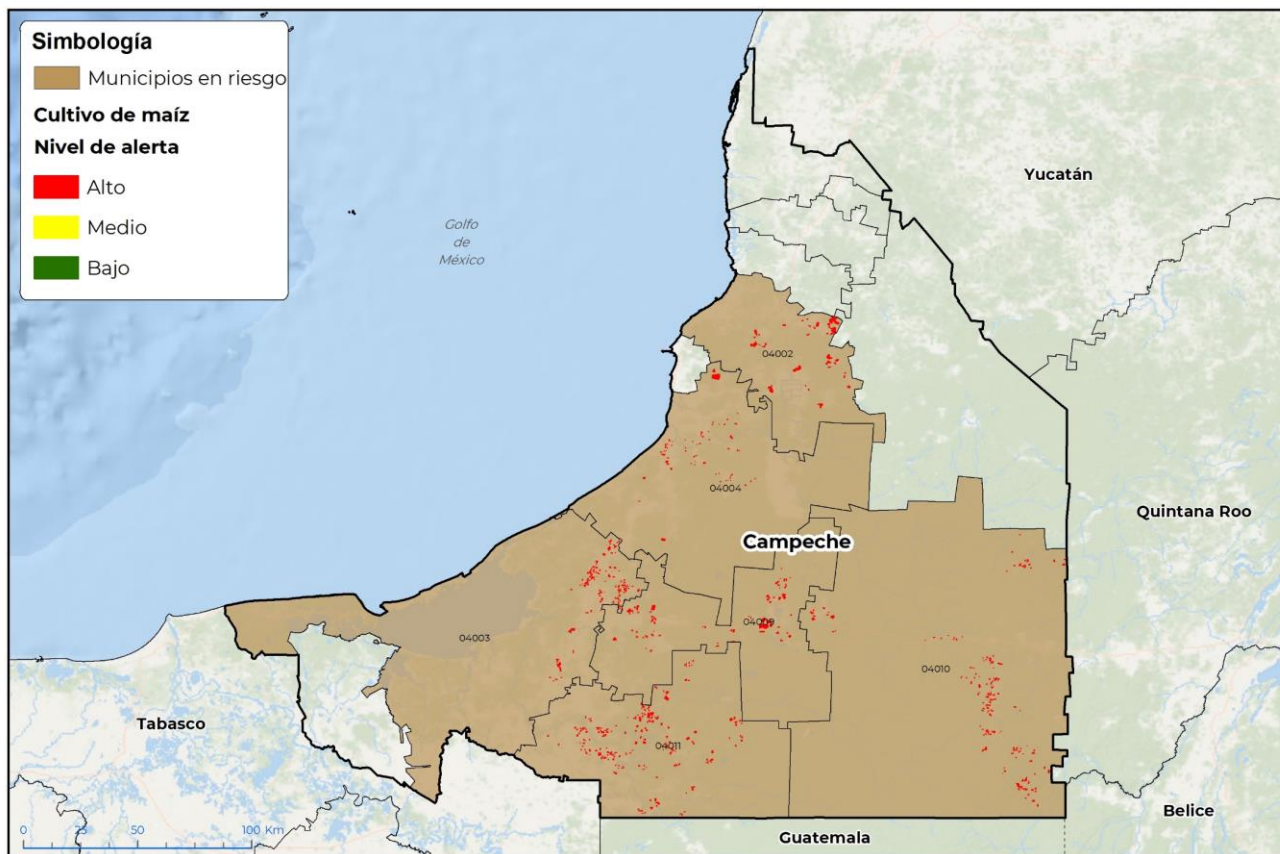 Simbología
Municipios en riesgo
Cultivo de maíz
Nivel de alerta
Alto
Medio
Bajo
Golfo
de
México
Yucatán
04002
04004
Campeche
Quintana Roo
04009
04003
04010
Tabasco
04011
Belice
0 25 50 100 Km
Guatemala